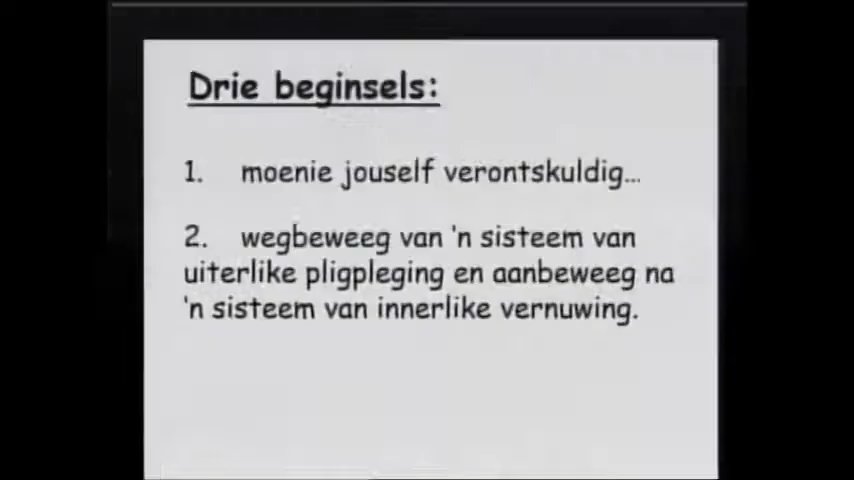 Drie beginsels:
1. moenie jouself verontskuldig...
2. wegbeweeg van 'n sisteem van
uiterlike pligpleging en aanbeweeg na
'n sisteem van innerlike vernuwing.